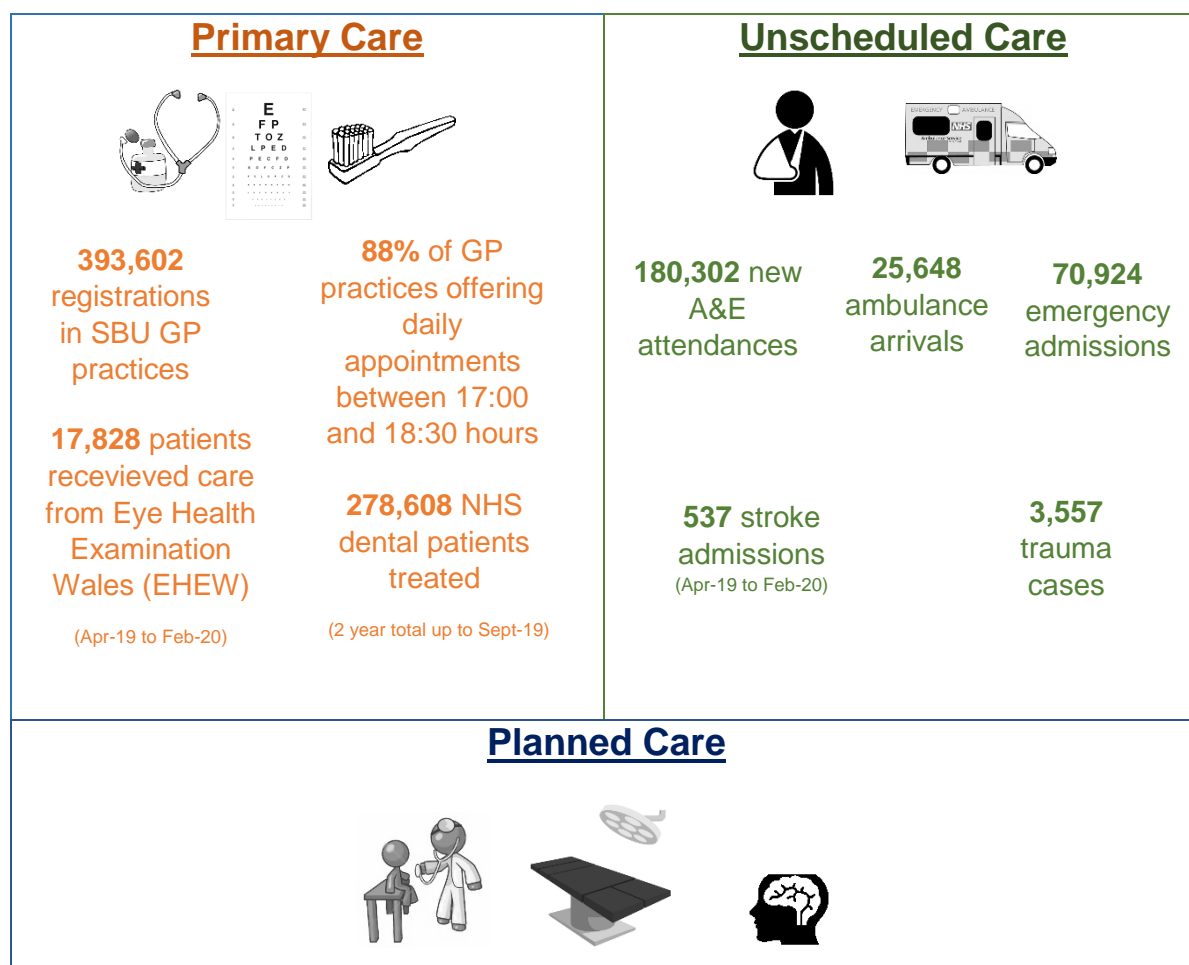 Primary Care
E
F P
T O Z
L P E D
P E C F D
393,602
registrations
in SBU GP
practices
88% of GP
practices offering
daily
appointments
between 17:00
and 18:30 hours
17,828 patients
recevieved care
from Eye Health
Examination
Wales (EHEW)
(Apr-19 to Feb-20)
278,608 NHS
dental patients
treated
(2 year total up to Sept-19)
Unscheduled Care
EMERGENCY AMBULANCE
NHS
180,302 new
A&E
attendances
25,648
ambulance
arrivals
70,924
emergency
admissions
537 stroke
admissions
(Apr-19 to Feb-20)
3,557
trauma
cases
Planned Care